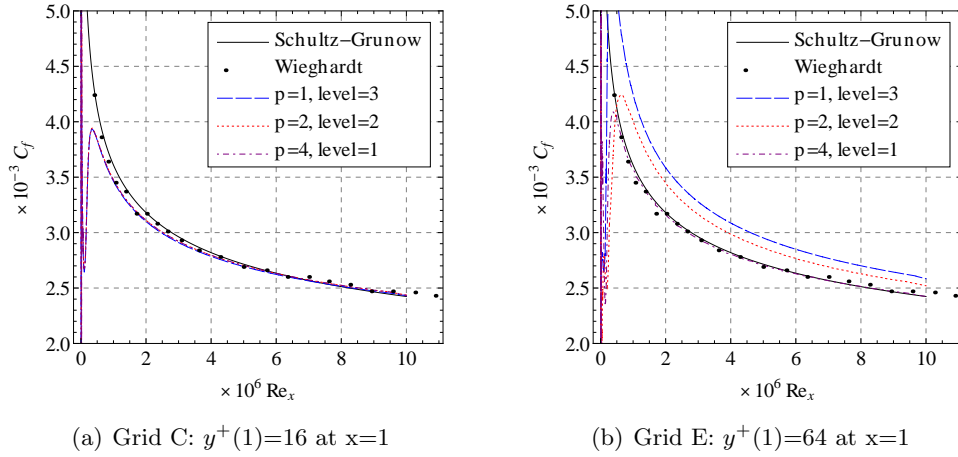 5.0
4.5
4.0
3.5
3.0
2.5
2.0
× 10^-3 C_f
Schultz-Grunow
Wieghardt
p=1, level=3
p=2, level=2
p=4, level=1
0 2 4 6 8 10
× 10^6 Re_x
(a) Grid C: y^+(1)=16 at x=1
5.0
4.5
4.0
3.5
3.0
2.5
2.0
× 10^-3 C_f
Schultz-Grunow
Wieghardt
p=1, level=3
p=2, level=2
p=4, level=1
0 2 4 6 8 10
× 10^6 Re_x
(b) Grid E: y^+(1)=64 at x=1